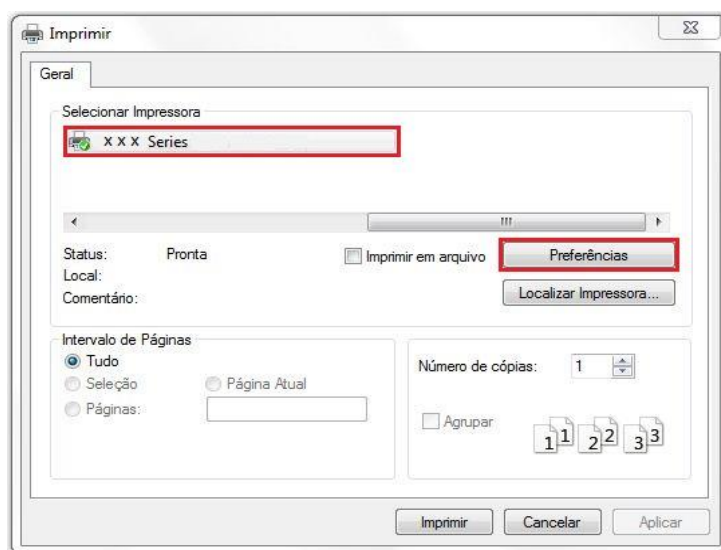 Imprimir
Geral
Selecionar Impressora
X X X Series
Status: Pronta
Imprimir em arquivo
Preferências
Local:
Comentário:
Localizar Impressora...
Intervalo de Páginas
Tudo
Seleção
Página Atual
Páginas:
Número de cópias: 1
Agrupar
1 1 2 2 3 3
Imprimir
Cancelar
Aplicar